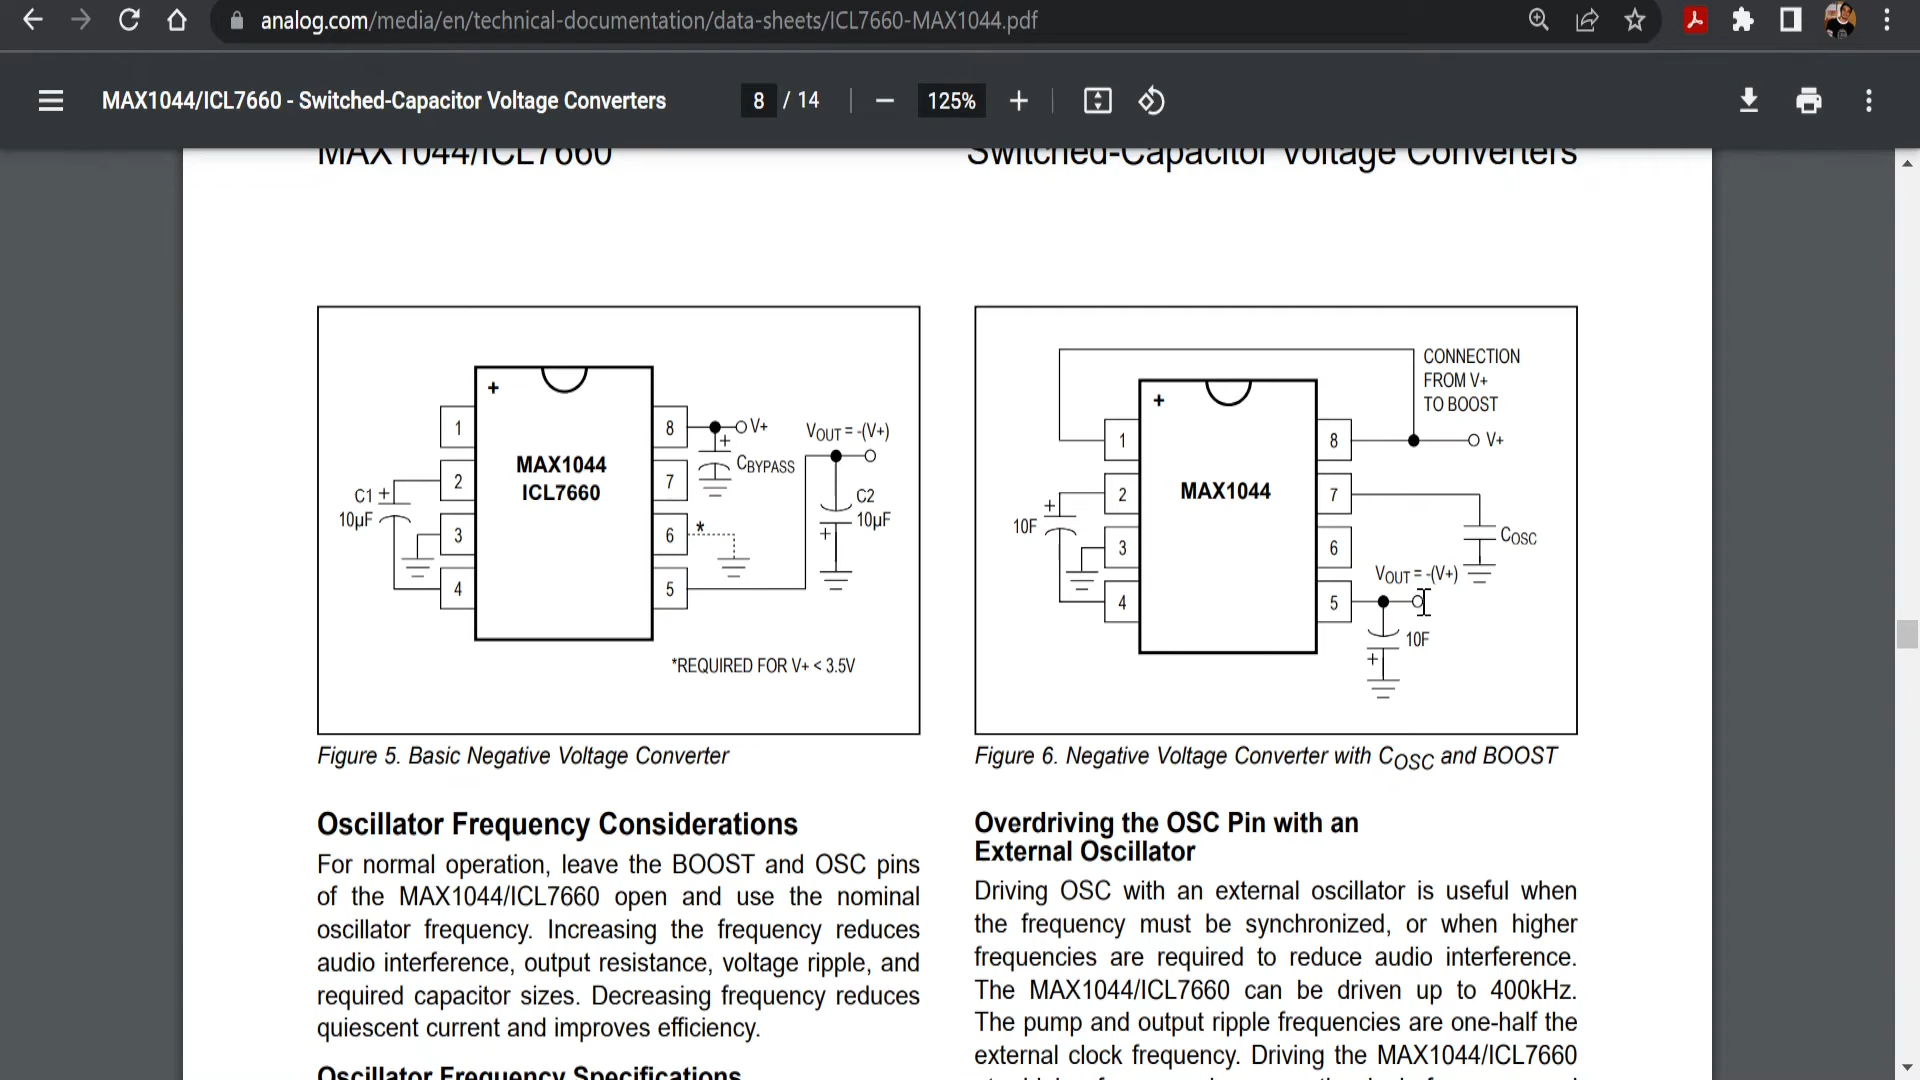 analog.com/media/en/technical-documentation/data-sheets/ICL7660-MAX1044.pdf
MAX1044/ICL7660 - Switched-Capacitor Voltage Converters
8 / 14
125%
MAX1044/ICL7660
Switched-Capacitor Voltage Converters
+
1
2
3
4
8
7
6
5
MAX1044
ICL7660
C1 +
10µF
V+
+
CBYPASS
VOUT = -(V+)
C2
10µF
+
*
*REQUIRED FOR V+ < 3.5V
Figure 5. Basic Negative Voltage Converter
CONNECTION
FROM V+
TO BOOST
+
1
2
3
4
8
7
6
5
MAX1044
+
10F
V+
COSC
VOUT = -(V+)
10F
+
Figure 6. Negative Voltage Converter with COSC and BOOST
Oscillator Frequency Considerations
For normal operation, leave the BOOST and OSC pins
of the MAX1044/ICL7660 open and use the nominal
oscillator frequency. Increasing the frequency reduces
audio interference, output resistance, voltage ripple, and
required capacitor sizes. Decreasing frequency reduces
quiescent current and improves efficiency.
Oscillator Frequency Specifications
Overdriving the OSC Pin with an
External Oscillator
Driving OSC with an external oscillator is useful when
the frequency must be synchronized, or when higher
frequencies are required to reduce audio interference.
The MAX1044/ICL7660 can be driven up to 400kHz.
The pump and output ripple frequencies are one-half the
external clock frequency. Driving the MAX1044/ICL7660